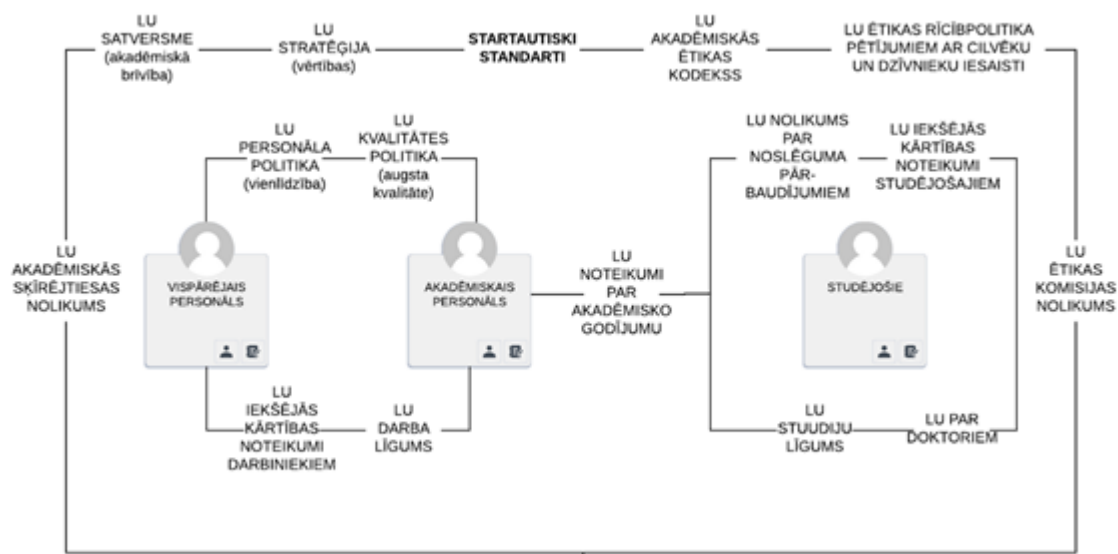 LU
SATVERSME
(akadēmiskā
brīvība)
LU
STRATĒĢIJA
(vērtības)
STARTAUTISKI
STANDARTI
LU
AKADĒMISKĀS
ĒTIKAS
KODEKSS
LU ĒTIKAS RĪCĪBPOLITIKA
PĒTĪJUMIEM AR CILVĒKU
UN DZĪVNIEKU IESAISTI
LU
PERSONĀLA
POLITIKA
(vienlīdzība)
LU
KVALITĀTES
POLITIKA
(augsta
kvalitāte)
LU NOLIKUMS
PAR
NOSLĒGUMA
PĀR-
BAUDĪJUMIEM
LU IEKŠĒJĀS
KĀRTĪBAS
NOTEIKUMI
STUDĒJOŠAJIEM
LU
AKADĒMISKĀS
ŠĶĪRĒJTIESAS
NOLIKUMS
VISPĀRĒJAIS
PERSONĀLS
AKADĒMISKAIS
PERSONĀLS
LU
NOTEIKUMI
PAR
AKADĒMISKO
GODĪJUMU
STUDĒJOŠIE
LU
ĒTIKAS
KOMISIJAS
NOLIKUMS
LU
IEKŠĒJĀS
KĀRTĪBAS
NOTEIKUMI
DARBINIEKIEM
LU
DARBA
LĪGUMS
LU
STUUDIJU
LĪGUMS
LU PAR
DOKTORIEM